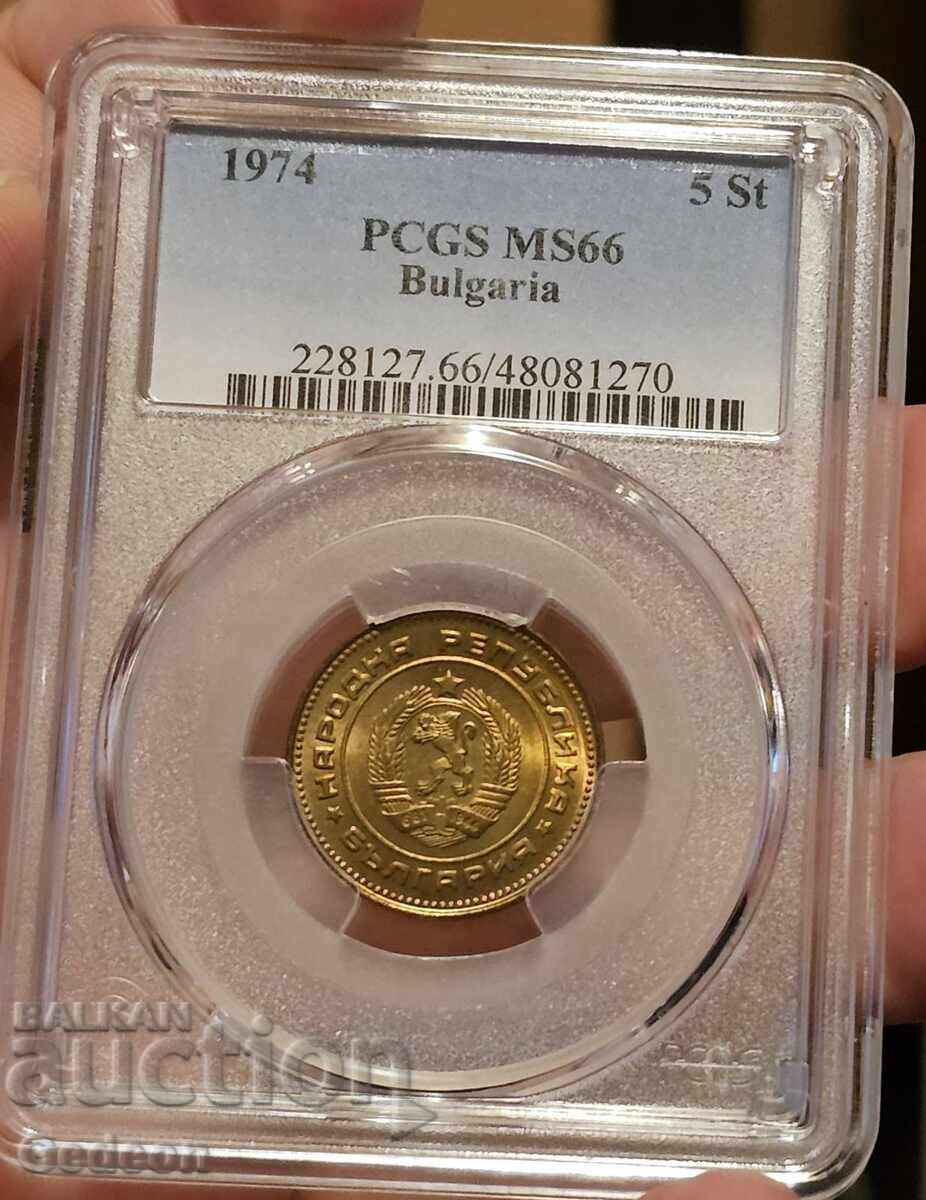 1974 5 St
PCGS MS66
Bulgaria
228127.66/48081270
НАРОДНА РЕПУБЛИКА
БЪЛГАРИЯ
BALKAN
auction
Gedeon